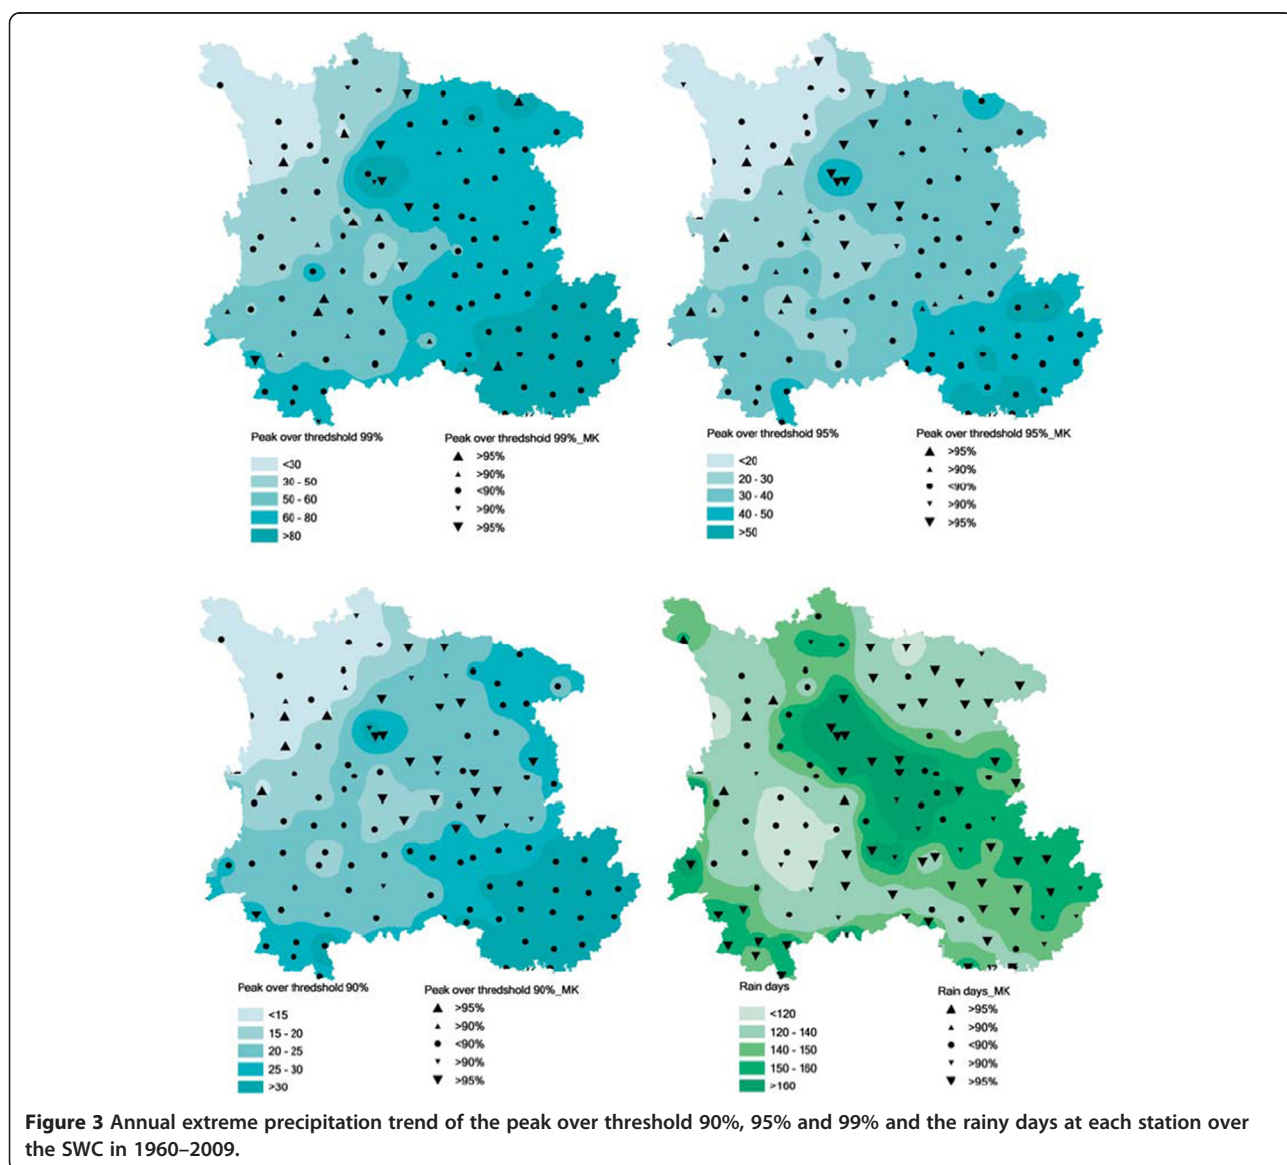 Peak over thredshold 99%
<30
30 - 50
50 - 60
60 - 80
>80
Peak over thredshold 99%_MK
>95%
>90%
<90%
>90%
>95%
Peak over thredshold 95%
<20
20 - 30
30 - 40
40 - 50
>50
Peak over thredshold 95%_MK
>95%
>90%
<90%
>90%
>95%
Peak over thredshold 90%
<15
15 - 20
20 - 25
25 - 30
>30
Peak over thredshold 90%_MK
>95%
>90%
<90%
>90%
>95%
Rain days
<120
120 - 140
140 - 150
150 - 160
>160
Rain days_MK
>95%
>90%
<90%
>90%
>95%
Figure 3 Annual extreme precipitation trend of the peak over threshold 90%, 95% and 99% and the rainy days at each station over
the SWC in 1960–2009.